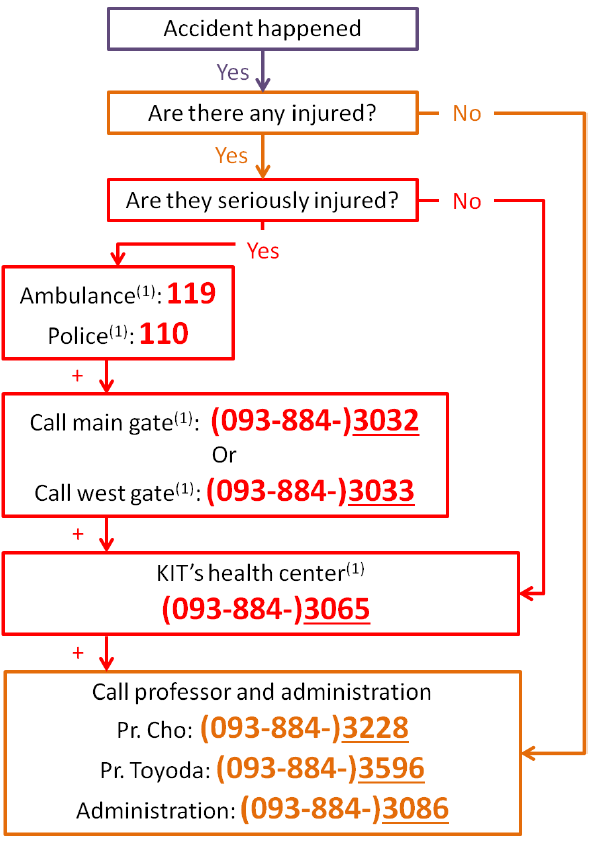 Accident happened
Yes
Are there any injured?
No
Yes
Are they seriously injured?
No
Yes
Ambulance(1): 119
Police(1): 110
+
Call main gate(1): (093-884-)3032
Or
Call west gate(1): (093-884-)3033
+
KIT's health center(1)
(093-884-)3065
+
Call professor and administration
Pr. Cho: (093-884-)3228
Pr. Toyoda: (093-884-)3596
Administration: (093-884-)3086